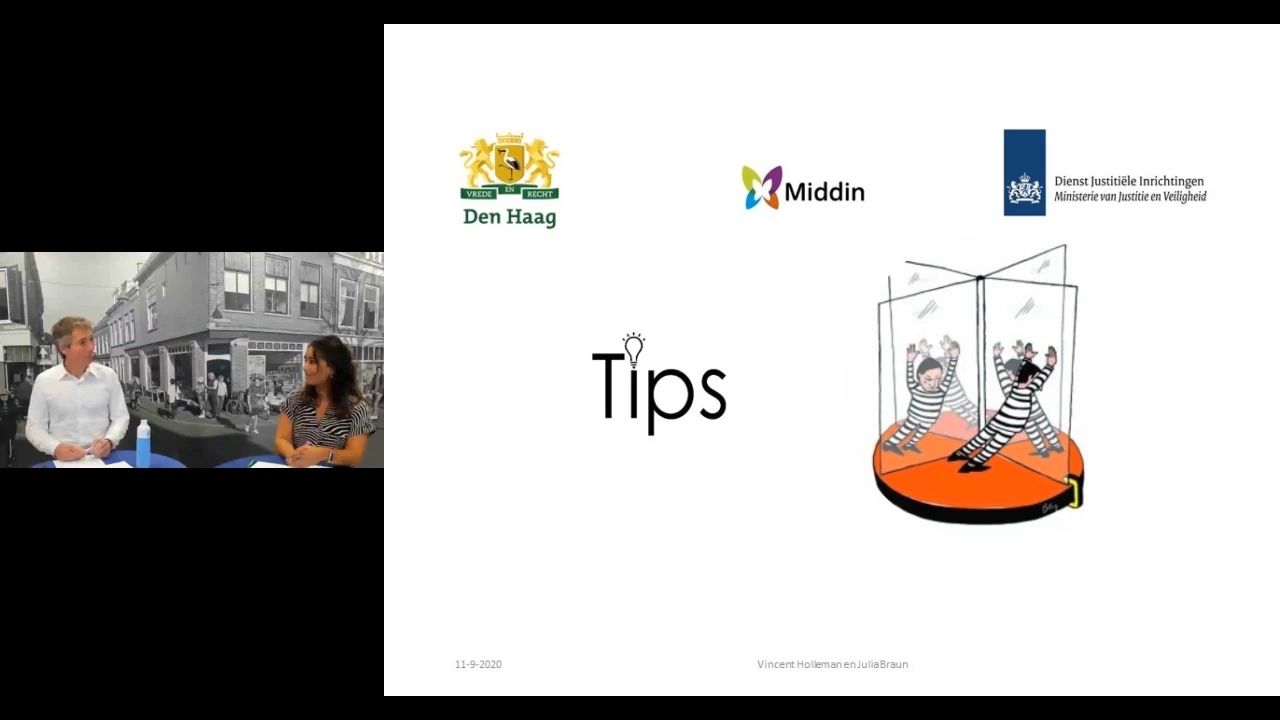 VREDE EN RECHT
Den Haag
Middin
Dienst Justitiële Inrichtingen
Ministerie van Justitie en Veiligheid
Tips
11-9-2020
Vincent Holleman en Julia Braun